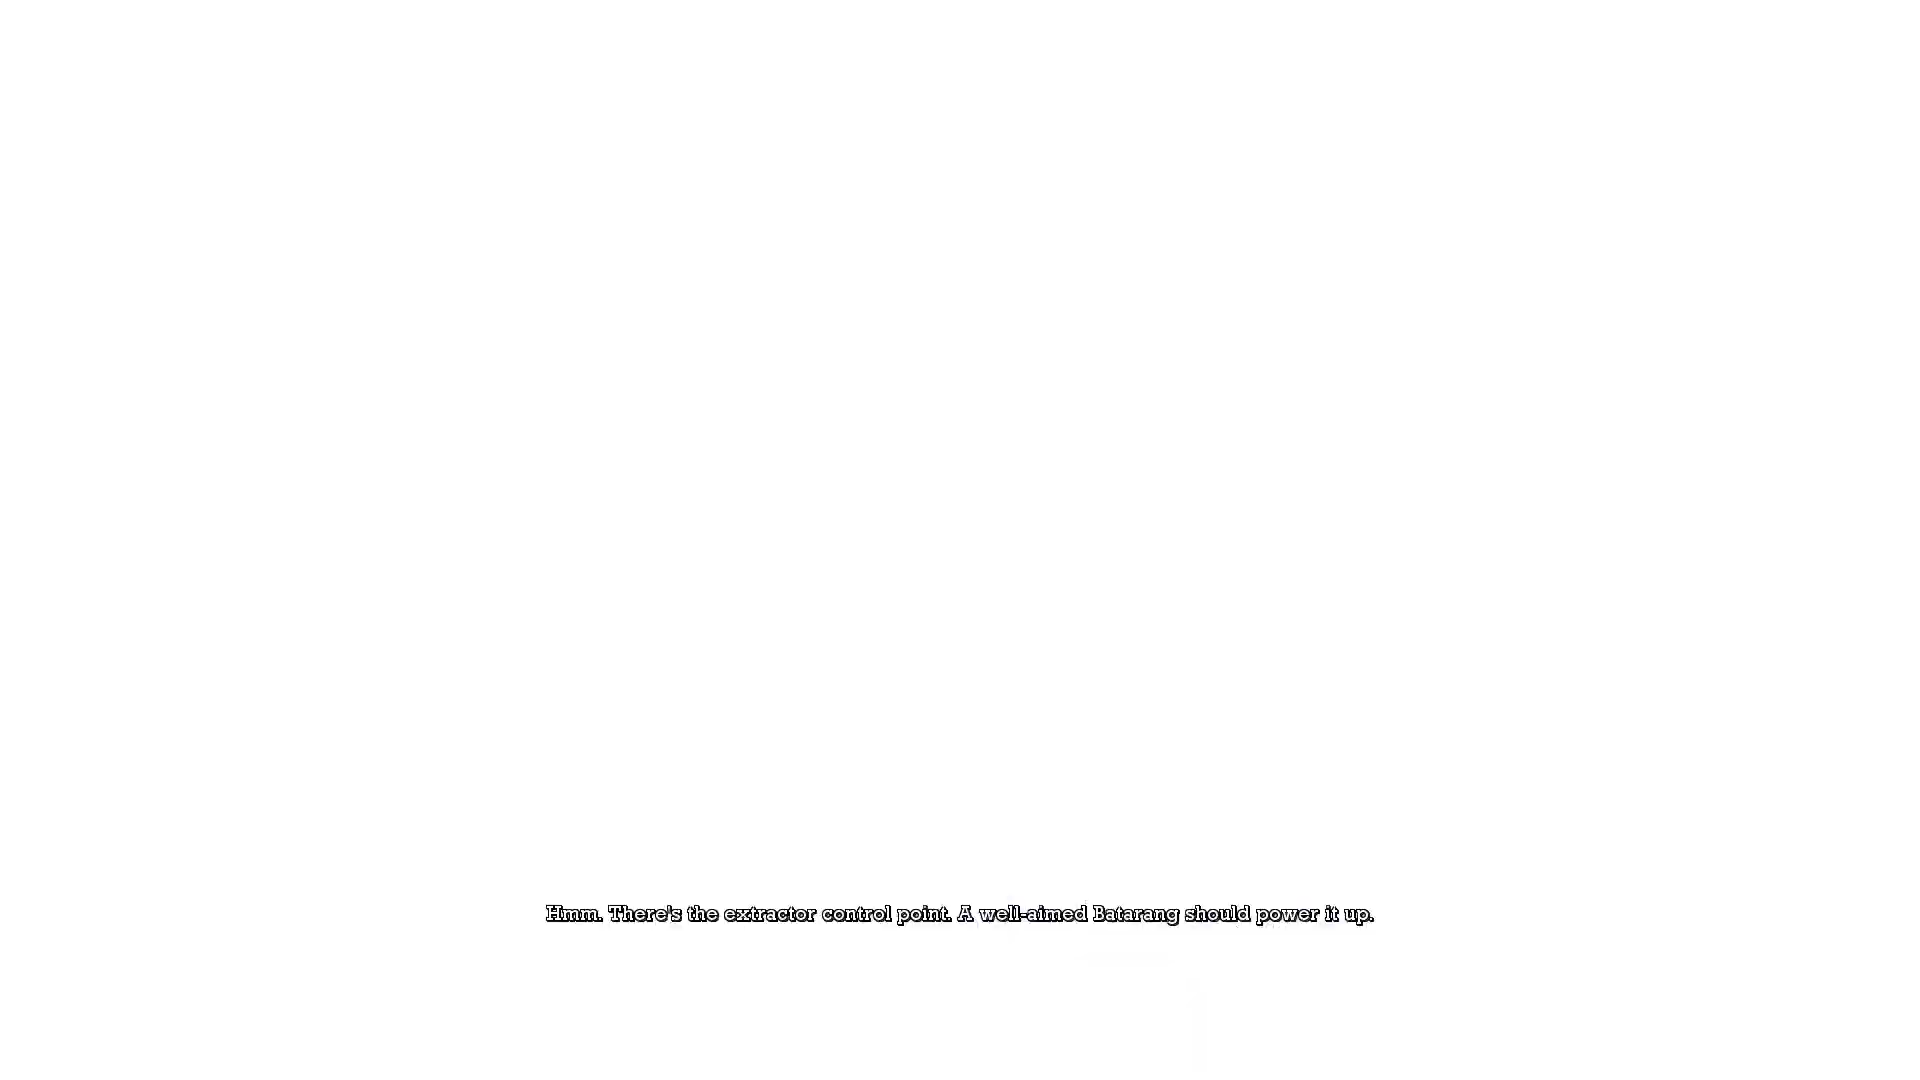 Hmm. There's the extractor control point. A well-aimed Batarang should power it up.